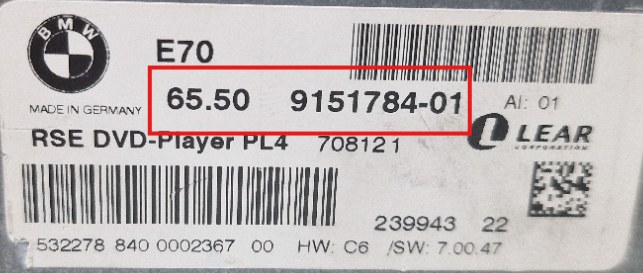 BMW
E70
65.50 9151784-01
MADE IN GERMANY
AI: 01
RSE DVD-Player PL4 708121
LEAR
CORPORATION
239943 22
532278 840 0002367 00 HW: C6 /SW: 7.00.47